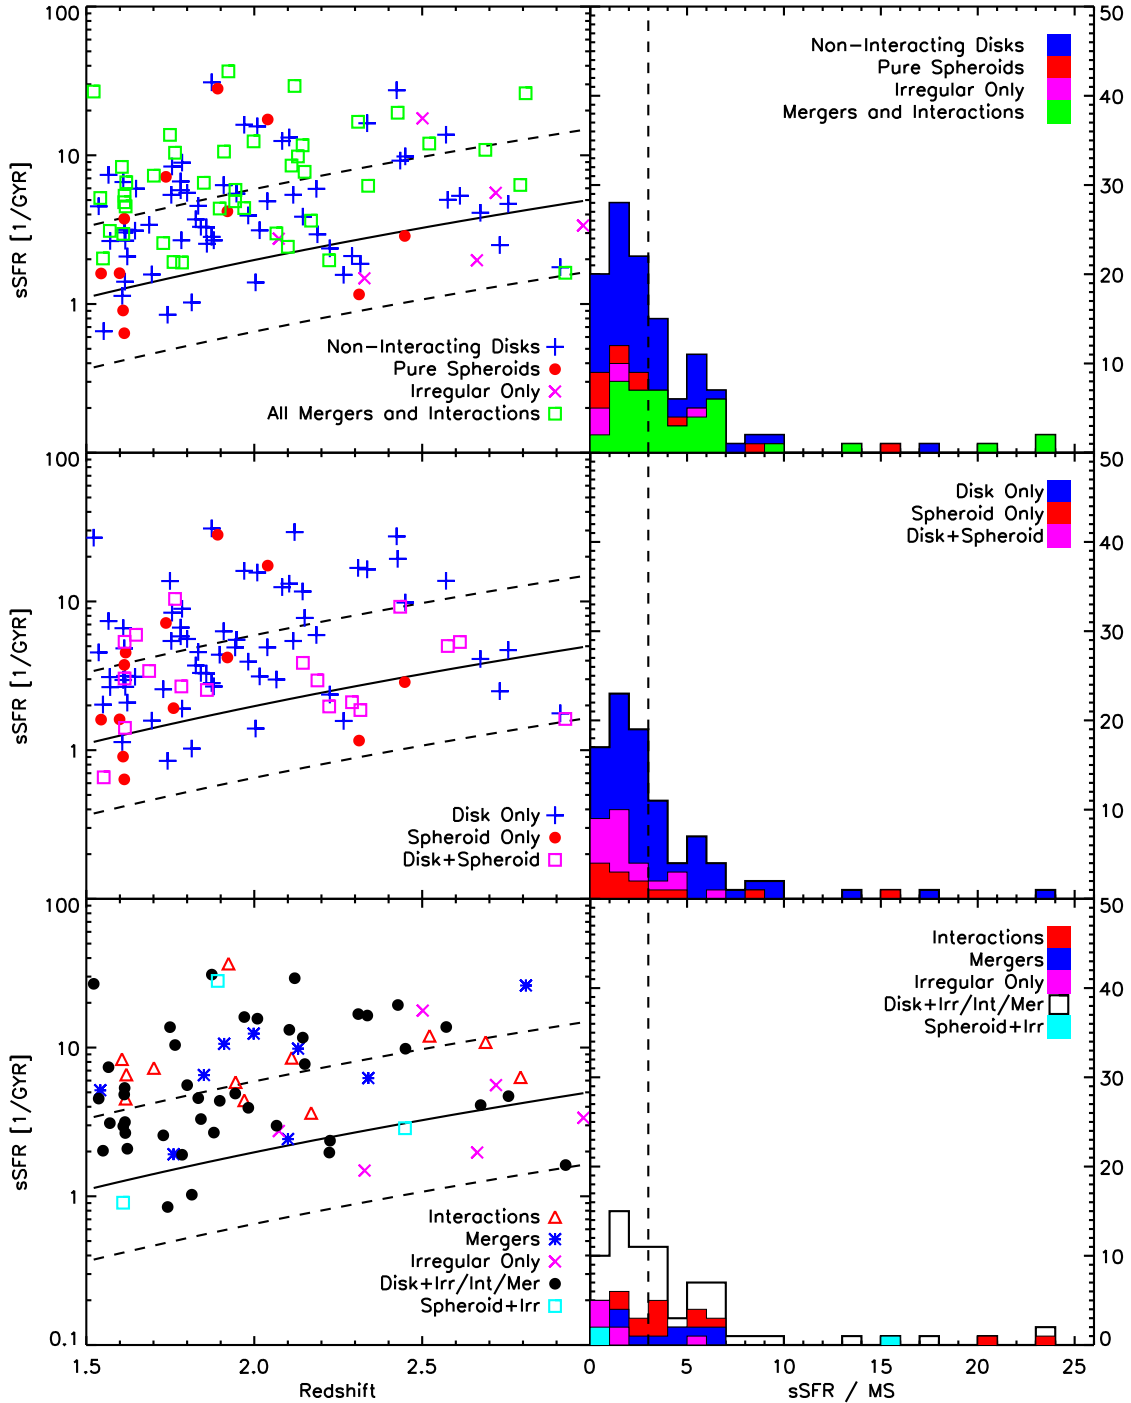 100
10
1
sSFR [1/GYR]
Non-Interacting Disks
Pure Spheroids
Irregular Only
All Mergers and Interactions
50
40
30
20
10
Non-Interacting Disks
Pure Spheroids
Irregular Only
Mergers and Interactions
100
10
1
sSFR [1/GYR]
Disk Only
Spheroid Only
Disk+Spheroid
50
40
30
20
10
Disk Only
Spheroid Only
Disk+Spheroid
100
10
1
0.1
sSFR [1/GYR]
Interactions
Mergers
Irregular Only
Disk+Irr/Int/Mer
Spheroid+Irr
1.5 2.0 2.5
Redshift
50
40
30
20
10
0
Interactions
Mergers
Irregular Only
Disk+Irr/Int/Mer
Spheroid+Irr
0 5 10 15 20 25
sSFR / MS